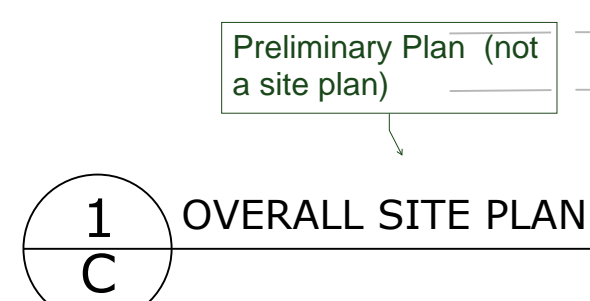 Preliminary Plan (not
a site plan)
1
OVERALL SITE PLAN
C